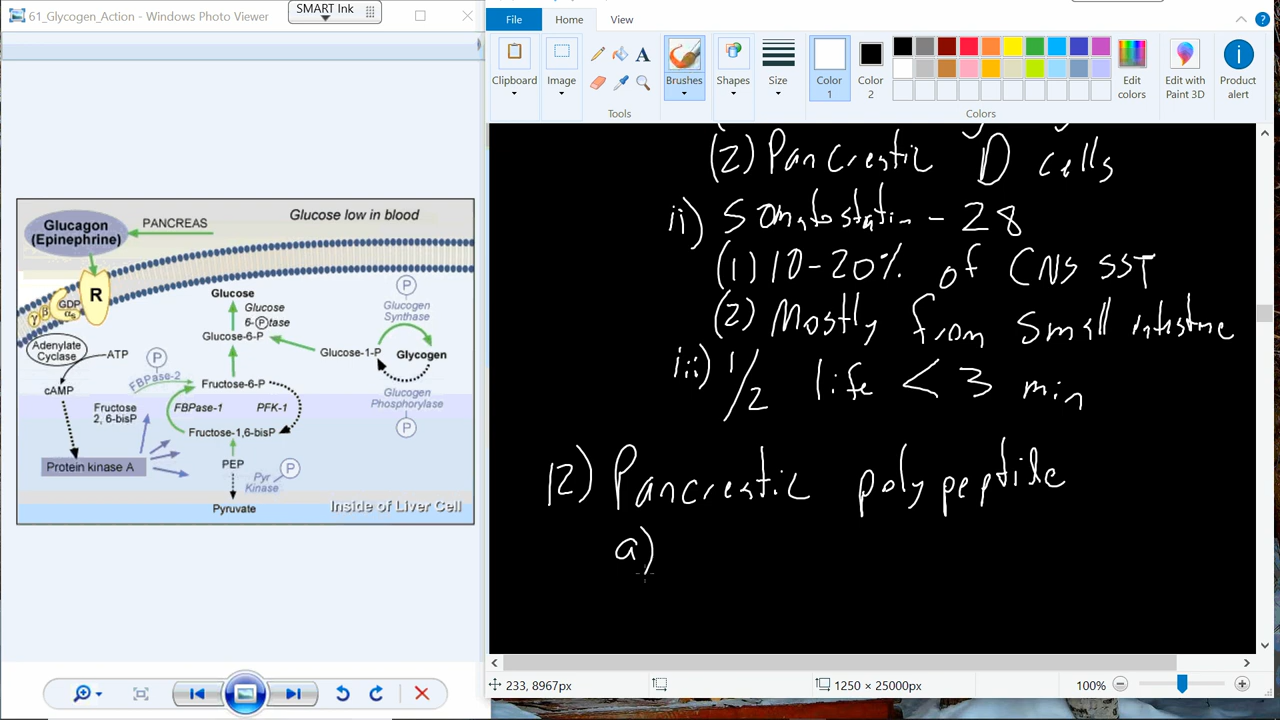 61_Glycogen_Action - Windows Photo Viewer
SMART Ink
File
Home
View
Clipboard
Image
Tools
Brushes
Shapes
Size
Color 1
Color 2
Edit colors
Colors
Edit with Paint 3D
Product alert
Glucagon (Epinephrine)
PANCREAS
Glucose low in blood
R
γ β GDP α
Adenylate Cyclase
ATP
cAMP
P
FBPase-2
Fructose 2, 6-bisP
Protein kinase A
Glucose
Glucose 6-Ptase
Glucose-6-P
Glucose-1-P
P
Glucogen Synthase
Glycogen
Glucogen Phosphorylase
P
Fructose-6-P
FBPase-1
PFK-1
Fructose-1,6-bisP
PEP
Pyr Kinase
P
Pyruvate
Inside of Liver Cell
(2) Pancreatic D cells
ii) Somatostatin - 28
(1) 10-20% of CNS SST
(2) Mostly from small intestine
iii) 1/2 life < 3 min
12) Pancreatic polypeptide
a)
233, 8967px
1250 × 25000px
100%